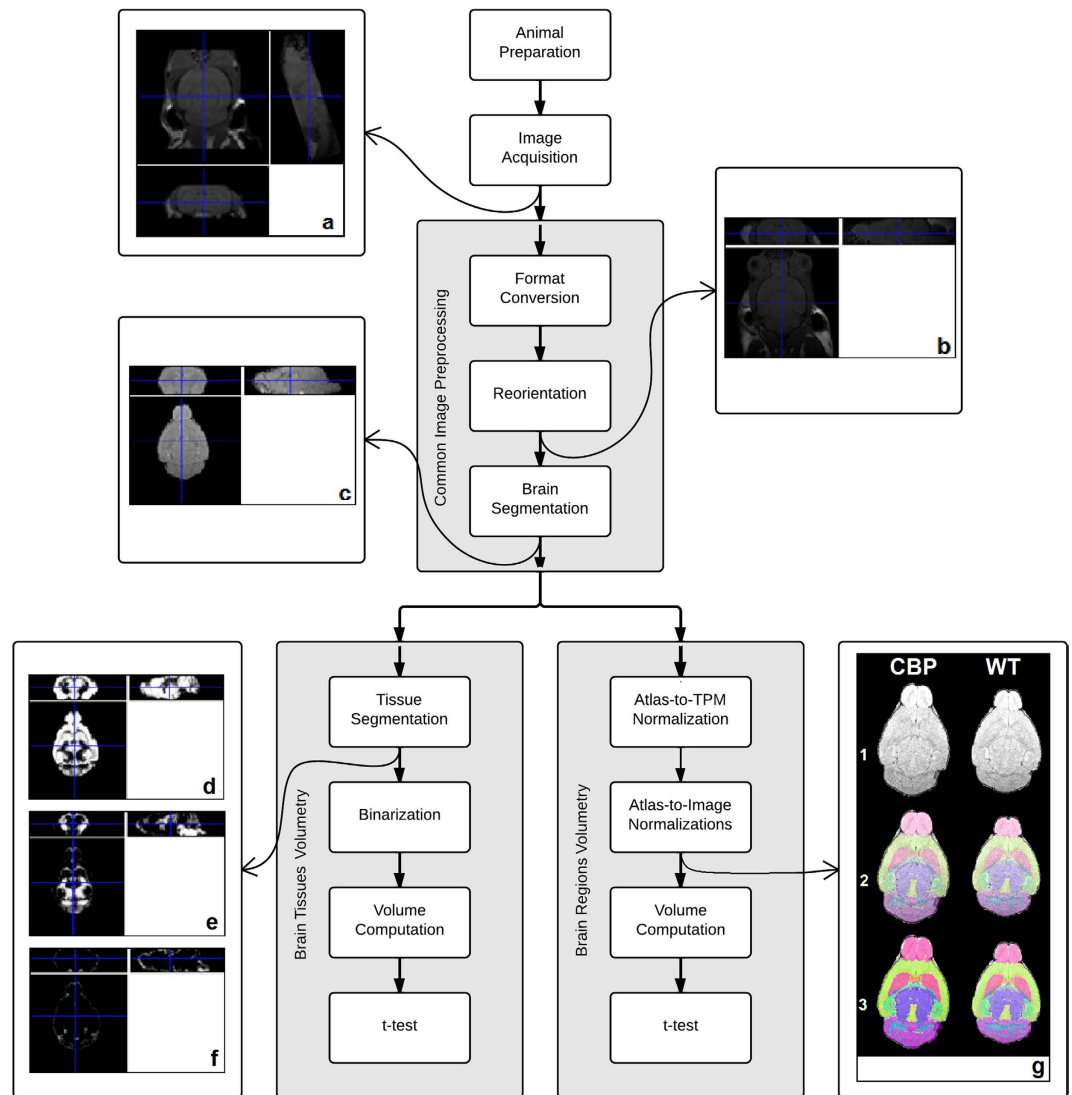 Animal
Preparation
Image
Acquisition
a
Common Image Preprocessing
Format
Conversion
Reorientation
b
Brain
Segmentation
c
Brain Tissues Volumetry
Tissue
Segmentation
Binarization
Volume
Computation
t-test
d
e
f
Brain Regions Volumetry
Atlas-to-TPM
Normalization
Atlas-to-Image
Normalizations
Volume
Computation
t-test
CBP WT
1
2
3
g